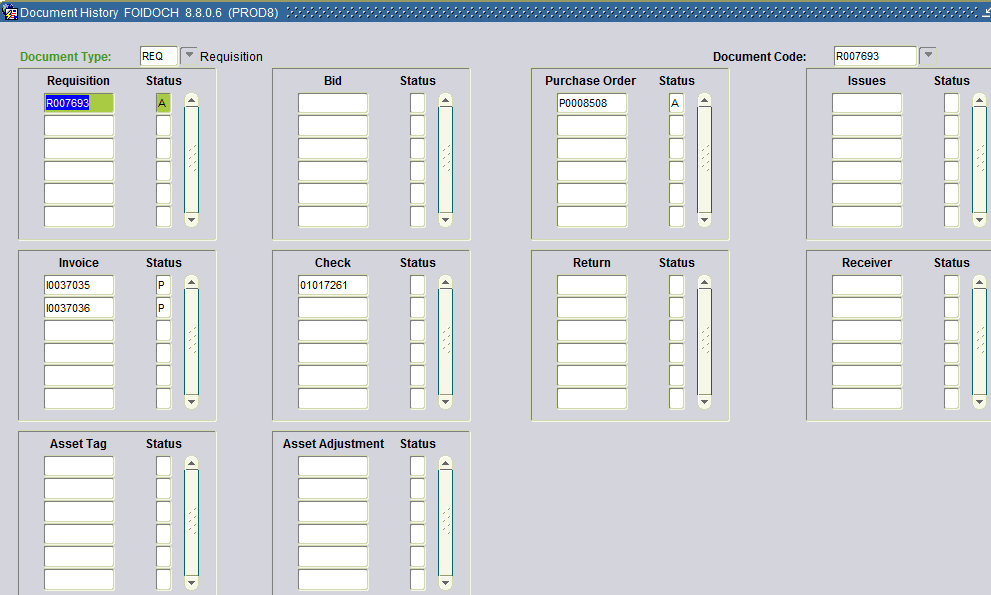 Document History FOIDOCH 8.8.0.6 (PROD8)
Document Type: REQ Requisition Document Code: R007693
Requisition Status Bid Status Purchase Order Status Issues Status
R007693 A P0008508 A
Invoice Status Check Status Return Status Receiver Status
I0037035 P 01017261
I0037036 P
Asset Tag Status Asset Adjustment Status